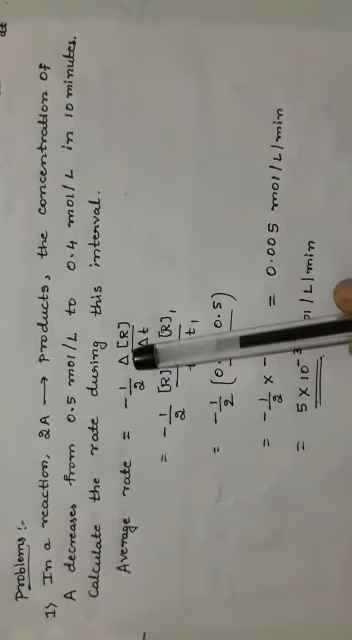 Problems :-
1) In a reaction, 2A → Products, the concentration of
A decreases from 0.5 mol/L to 0.4 mol/L in 10 minutes.
Calculate the rate during this interval.
Average rate = - 1/2 Δ[R] / Δt
= - 1/2 [R] [R]1 / t1
= - 1/2 (0. 0.5)
= - 1/2 x - = 0.005 mol/L/min
= 5 x 10^-3 /L/min